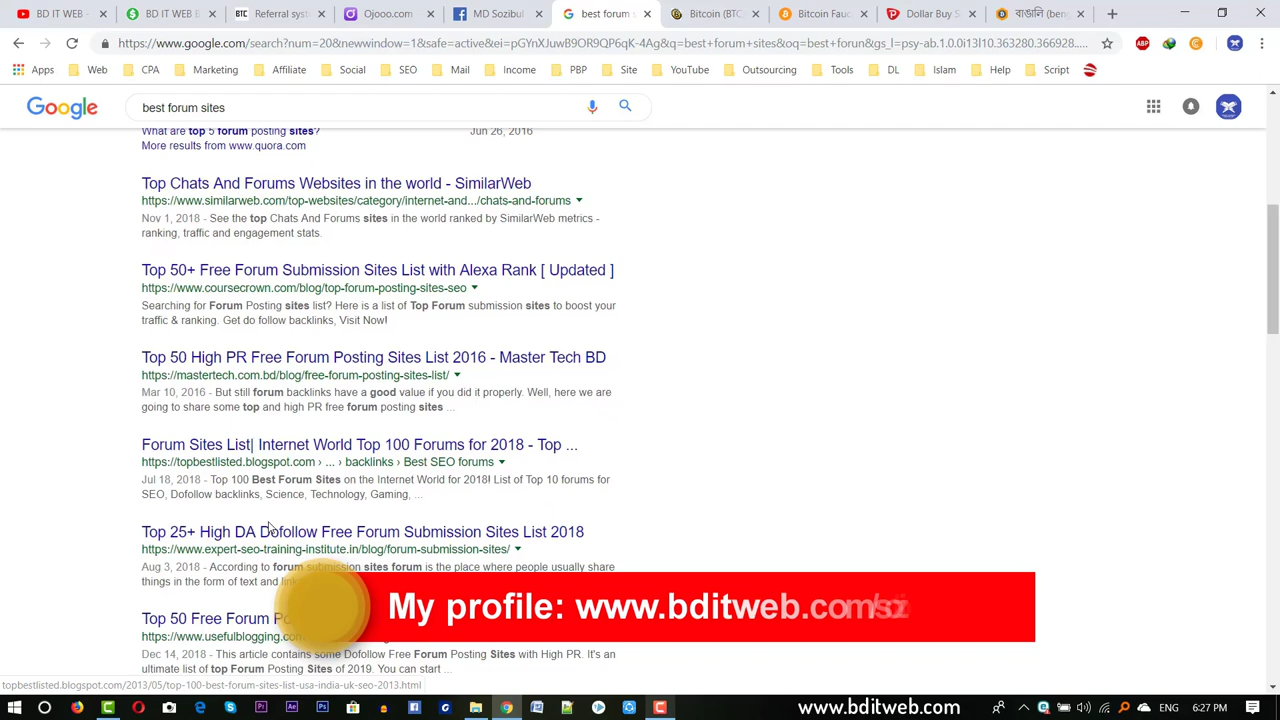 BD IT WEB -
BD IT WEB E
BTC Referral syst
Ojooo.com
MD Sozibul
best forum s
Bitcoin (BTC
Bitcoin Fauc
Dollar Buy S
বাঙালি (beng
https://www.google.com/search?num=20&newwindow=1&safe=active&ei=pGYnXJuwB9OR9QP6qK-4Ag&q=best+forum+sites&oq=best+forun&gs_l=psy-ab.1.0.0i13l10.363280.366928....
Apps Web CPA Marketing Affiliate Social SEO Mail Income PBP Site YouTube Outsourcing Tools DL Islam Help Script
Google best forum sites
What are top 5 forum posting sites? Jun 26, 2016
More results from www.quora.com
Top Chats And Forums Websites in the world - SimilarWeb
https://www.similarweb.com/top-websites/category/internet-and.../chats-and-forums
Nov 1, 2018 - See the top Chats And Forums sites in the world ranked by SimilarWeb metrics -
ranking, traffic and engagement stats.
Top 50+ Free Forum Submission Sites List with Alexa Rank [ Updated ]
https://www.coursecrown.com/blog/top-forum-posting-sites-seo
Searching for Forum Posting sites list? Here is a list of Top Forum submission sites to boost your
traffic & ranking. Get do follow backlinks, Visit Now!
Top 50 High PR Free Forum Posting Sites List 2016 - Master Tech BD
https://mastertech.com.bd/blog/free-forum-posting-sites-list/
Mar 10, 2016 - But still forum backlinks have a good value if you did it properly. Well, here we are
going to share some top and high PR free forum posting sites ...
Forum Sites List| Internet World Top 100 Forums for 2018 - Top ...
https://topbestlisted.blogspot.com › ... › backlinks › Best SEO forums
Jul 18, 2018 - Top 100 Best Forum Sites on the Internet World for 2018! List of Top 10 forums for
SEO, Dofollow backlinks, Science, Technology, Gaming, ...
Top 25+ High DA Dofollow Free Forum Submission Sites List 2018
https://www.expert-seo-training-institute.in/blog/forum-submission-sites/
Aug 3, 2018 - According to forum submission sites forum is the place where people usually share
things in the form of text and link
My profile: www.bditweb.com/
Top 50 Free Forum Po
https://www.usefulblogging.
Dec 14, 2018 - This article contains some Dofollow Free Forum Posting Sites with High PR. It's an
ultimate list of top Forum Posting Sites of 2019. You can start ...
topbestlisted.blogspot.com/2013/05/top-100-best-forum-sites-list-usa-india-uk-seo-2013.html
www.bditweb.com
ENG 6:27 PM